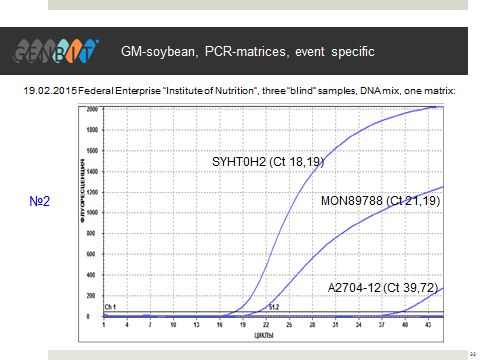 GENBIT
GM-soybean, PCR-matrices, event specific
19.02.2015 Federal Enterprise "Institute of Nutrition", three "blind" samples, DNA mix, one matrix:
№2
ФЛУОРЕСЦЕНЦИЯ
2000
1800
1600
1400
1200
1000
800
600
400
200
0
SYHT0H2 (Ct 18,19)
MON89788 (Ct 21,19)
A2704-12 (Ct 39,72)
Ch 1
51.2
1 4 7 10 13 16 19 22 25 28 31 34 37 40 43
ЦИКЛЫ
33